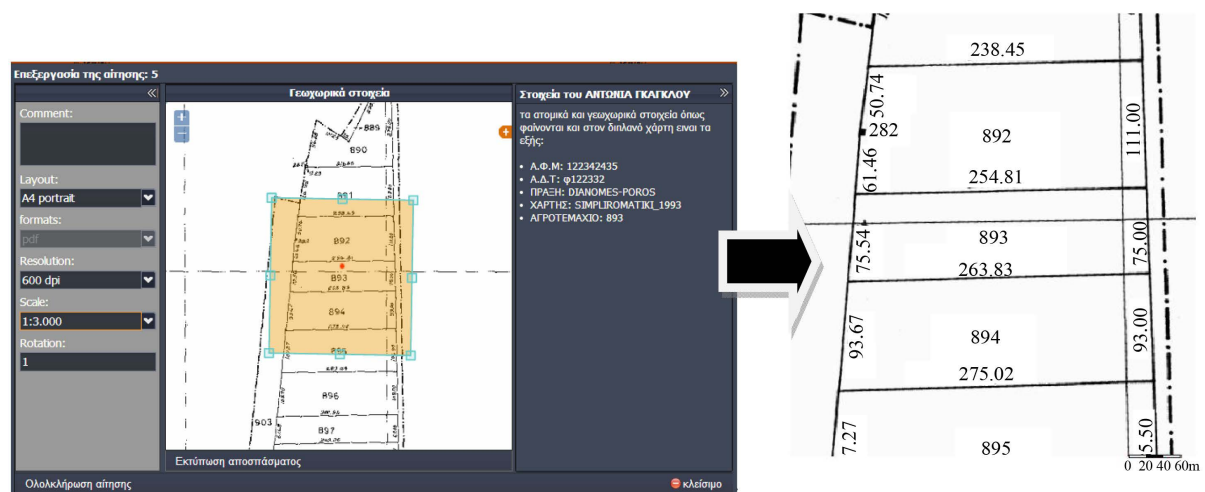 Επεξεργασία της αίτησης: 5
Γεωχωρικά στοιχεία
Στοιχεία του ΑΝΤΩΝΙΑ ΓΚΑΓΚΛΟΥ
Comment:
Layout:
A4 portrait
formats:
pdf
Resolution:
600 dpi
Scale:
1:3.000
Rotation:
1
889
890
891
892
893
894
895
896
903
897
Εκτύπωση αποσπάσματος
τα ατομικά και γεωχωρικά στοιχεία όπως
φαίνονται και στον διπλανό χάρτη ειναι τα
εξής:
• Α.Φ.Μ: 122342435
• Α.Δ.Τ: φ122332
• ΠΡΑΞΗ: DIANOMES-POROS
• ΧΑΡΤΗΣ: SIMPLIROMATIKI_1993
• ΑΓΡΟΤΕΜΑΧΙΟ: 893
Ολοκλήρωση αίτησης
κλείσιμο
238.45
50.74
282
892
111.00
61.46
254.81
893
75.54
75.00
263.83
93.67
894
93.00
275.02
7.27
895
5.50
0 20 40 60m